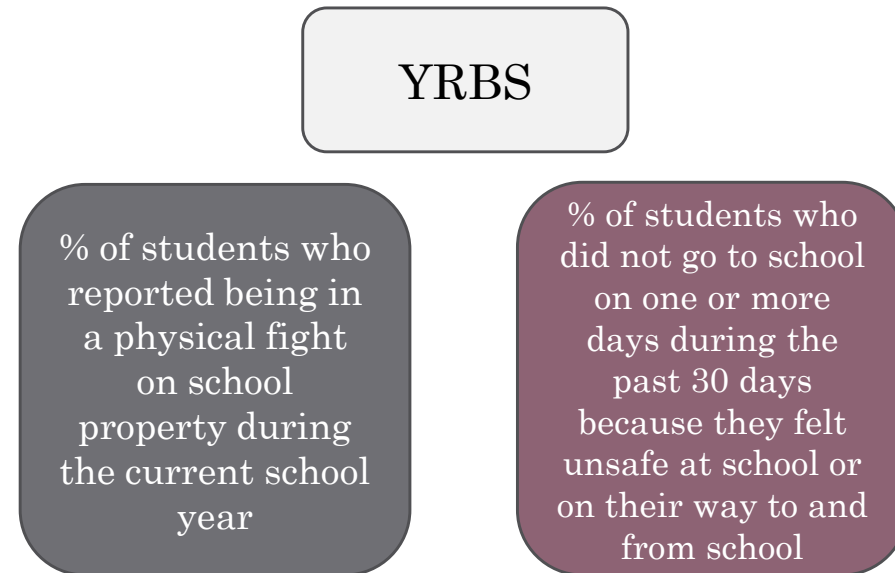 YRBS
% of students who
reported being in
a physical fight
on school
property during
the current school
year
% of students who
did not go to school
on one or more
days during the
past 30 days
because they felt
unsafe at school or
on their way to and
from school